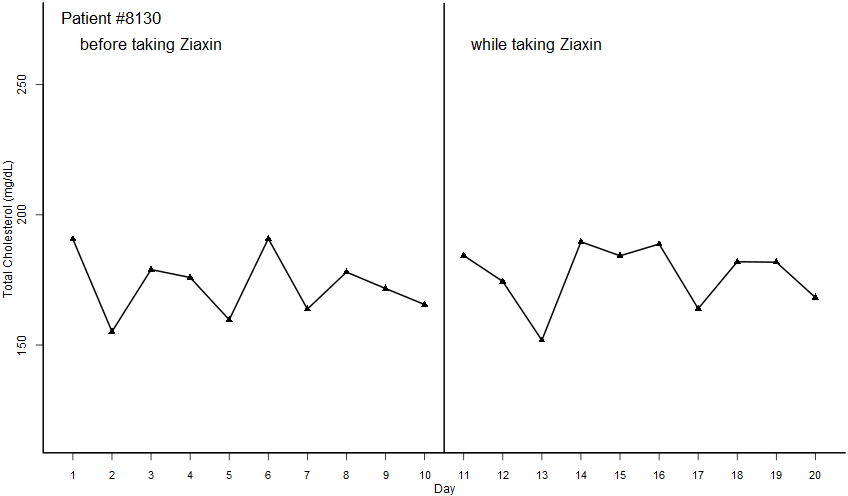 Patient #8130
before taking Ziaxin
while taking Ziaxin
Total Cholesterol (mg/dL)
250
200
150
1 2 3 4 5 6 7 8 9 10 11 12 13 14 15 16 17 18 19 20
Day